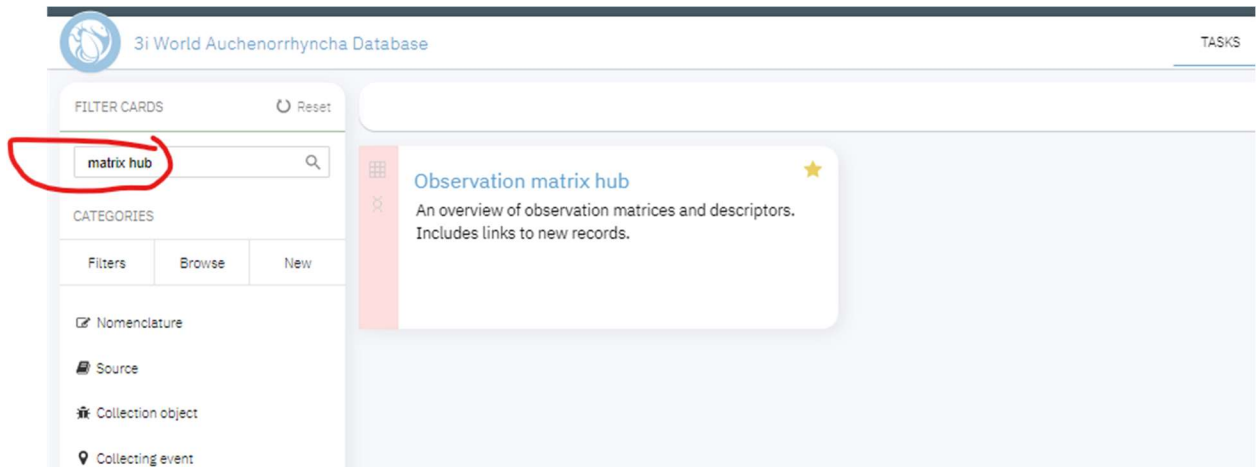 3i World Auchenorrhyncha Database
TASKS
FILTER CARDS
Reset
matrix hub
CATEGORIES
Filters
Browse
New
Nomenclature
Source
Collection object
Collecting event
Observation matrix hub
An overview of observation matrices and descriptors.
Includes links to new records.